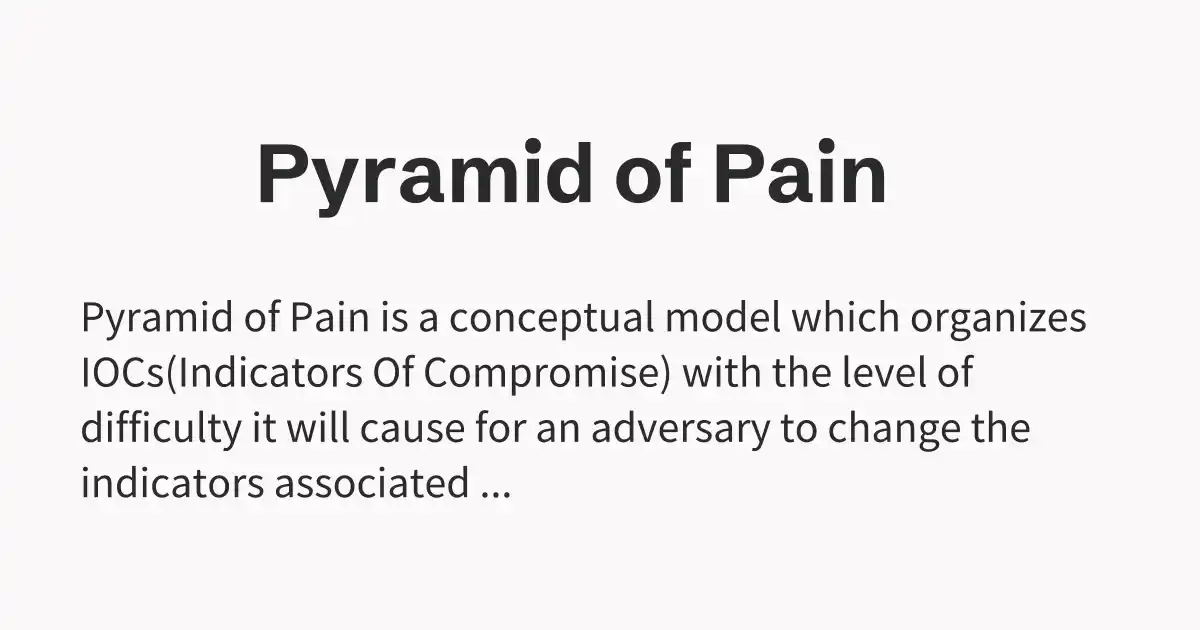 Pyramid of Pain
Pyramid of Pain is a conceptual model which organizes
IOCs(Indicators Of Compromise) with the level of
difficulty it will cause for an adversary to change the
indicators associated ...